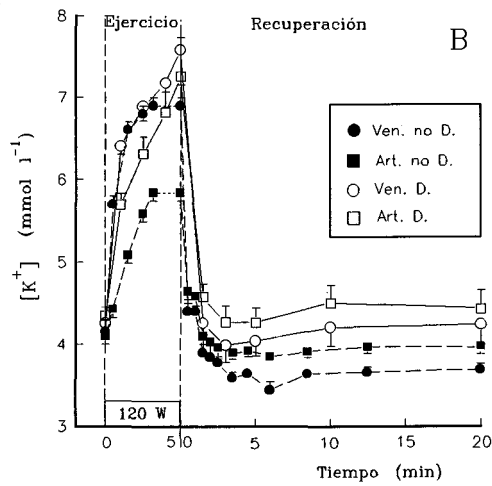 Ejercicio Recuperación
B
8
7
6
5
4
3
[K⁺] (mmol l⁻¹)
Ven. no D.
Art. no D.
Ven. D.
Art. D.
120 W
0 5 0 5 10 15 20
Tiempo (min)